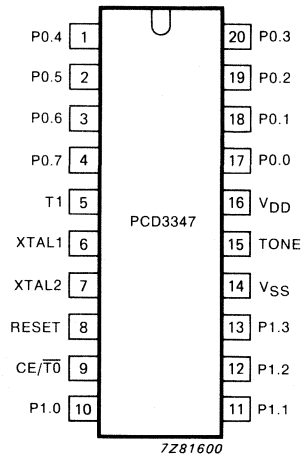 P0.4 1 20 P0.3
P0.5 2 19 P0.2
P0.6 3 18 P0.1
P0.7 4 17 P0.0
T1 5 16 VDD
PCD3347
XTAL1 6 15 TONE
XTAL2 7 14 VSS
RESET 8 13 P1.3
CE/T̅0̅ 9 12 P1.2
P1.0 10 11 P1.1
7Z81600